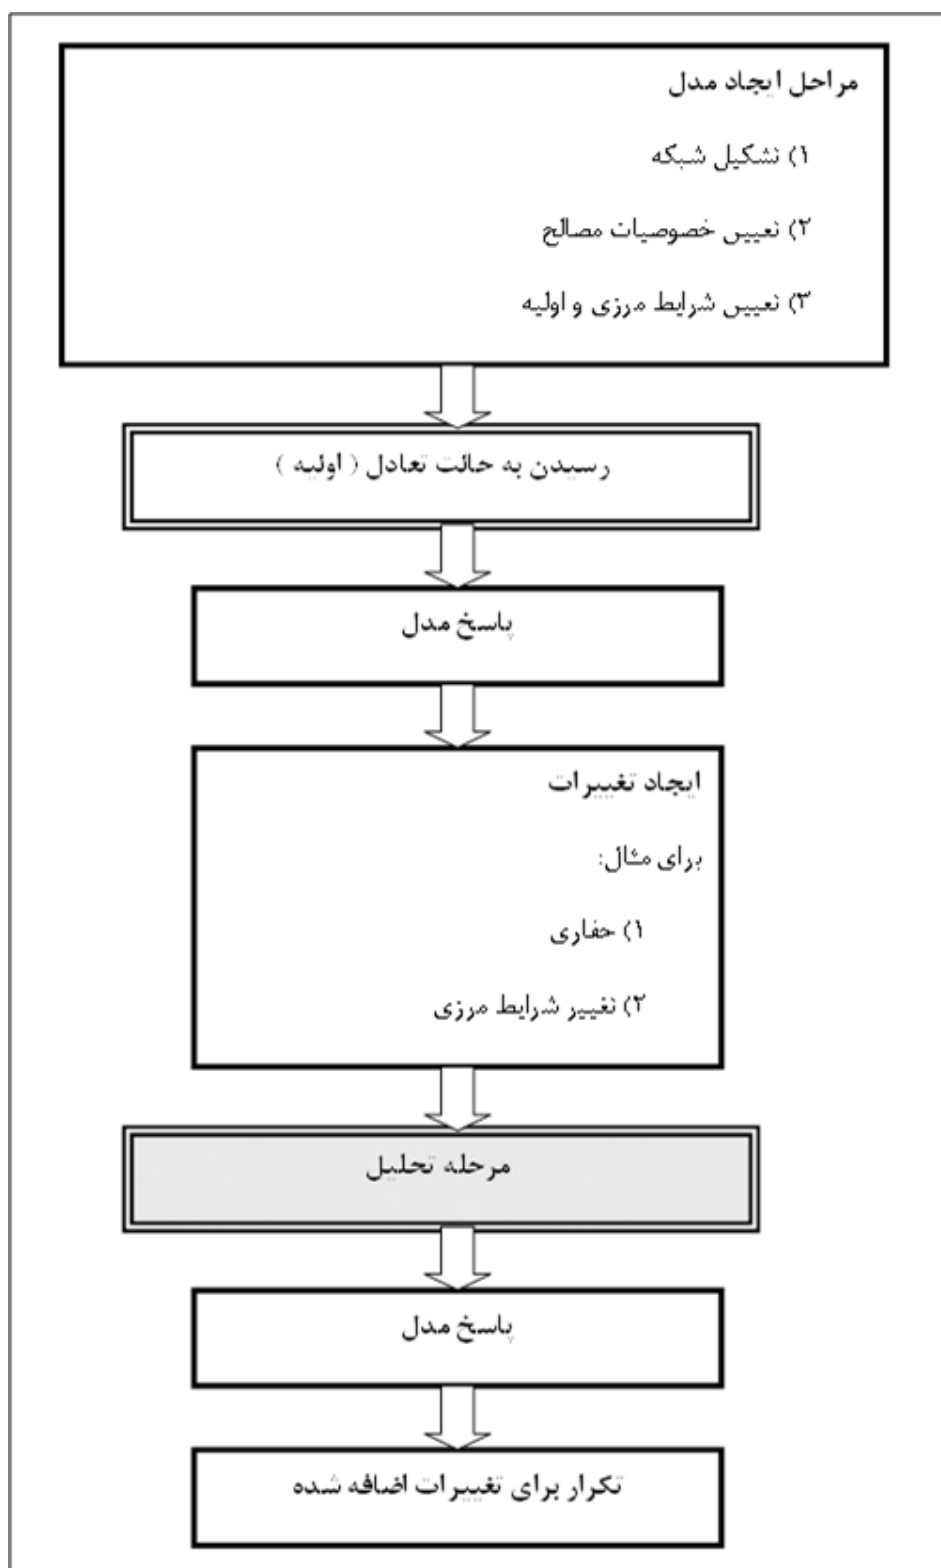 مراحل ایجاد مدل
۱) تشکیل شبکه
۲) تعیین خصوصیات مصالح
۳) تعیین شرایط مرزی و اولیه
رسیدن به حالت تعادل ( اولیه )
پاسخ مدل
ایجاد تغییرات
برای مثال:
۱) حفاری
۲) تغییر شرایط مرزی
مرحله تحلیل
پاسخ مدل
تکرار برای تغییرات اضافه شده